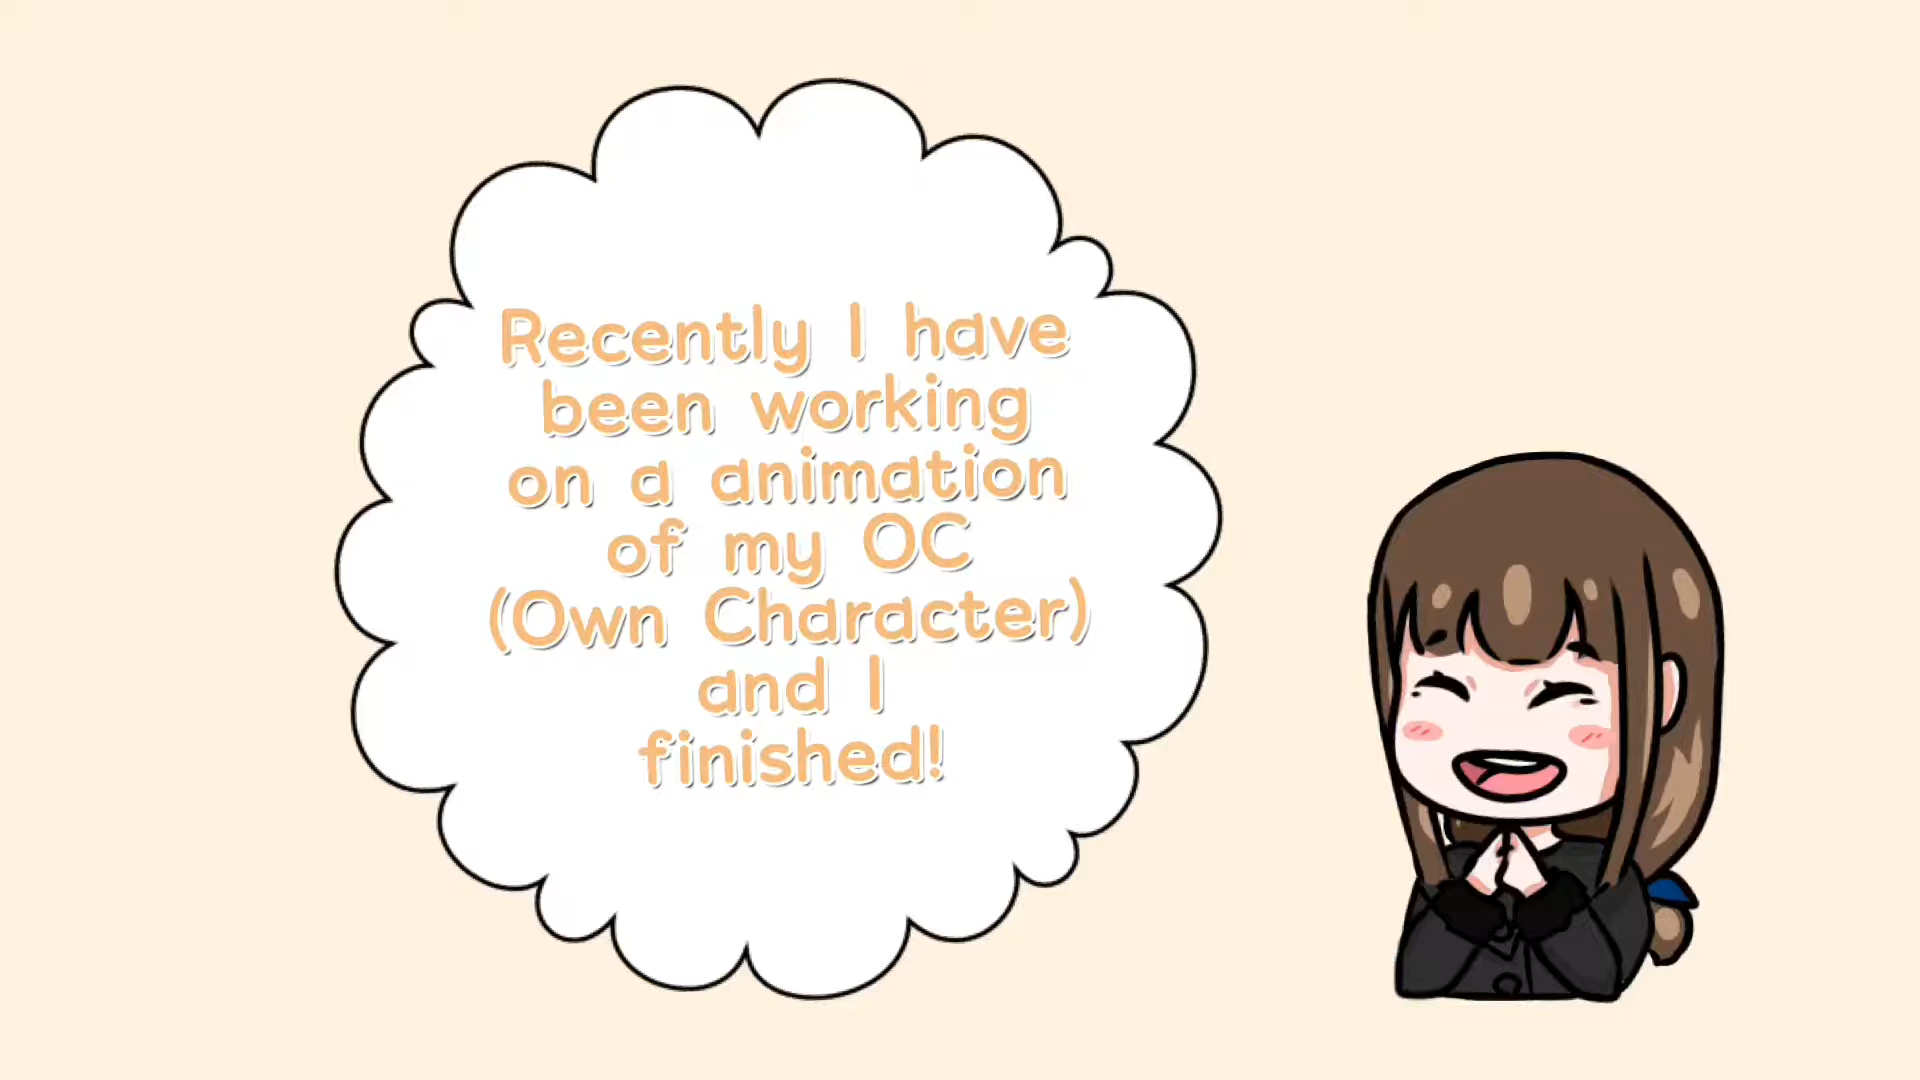 Recently I have
been working
on a animation
of my OC
(Own Character)
and I
finished!